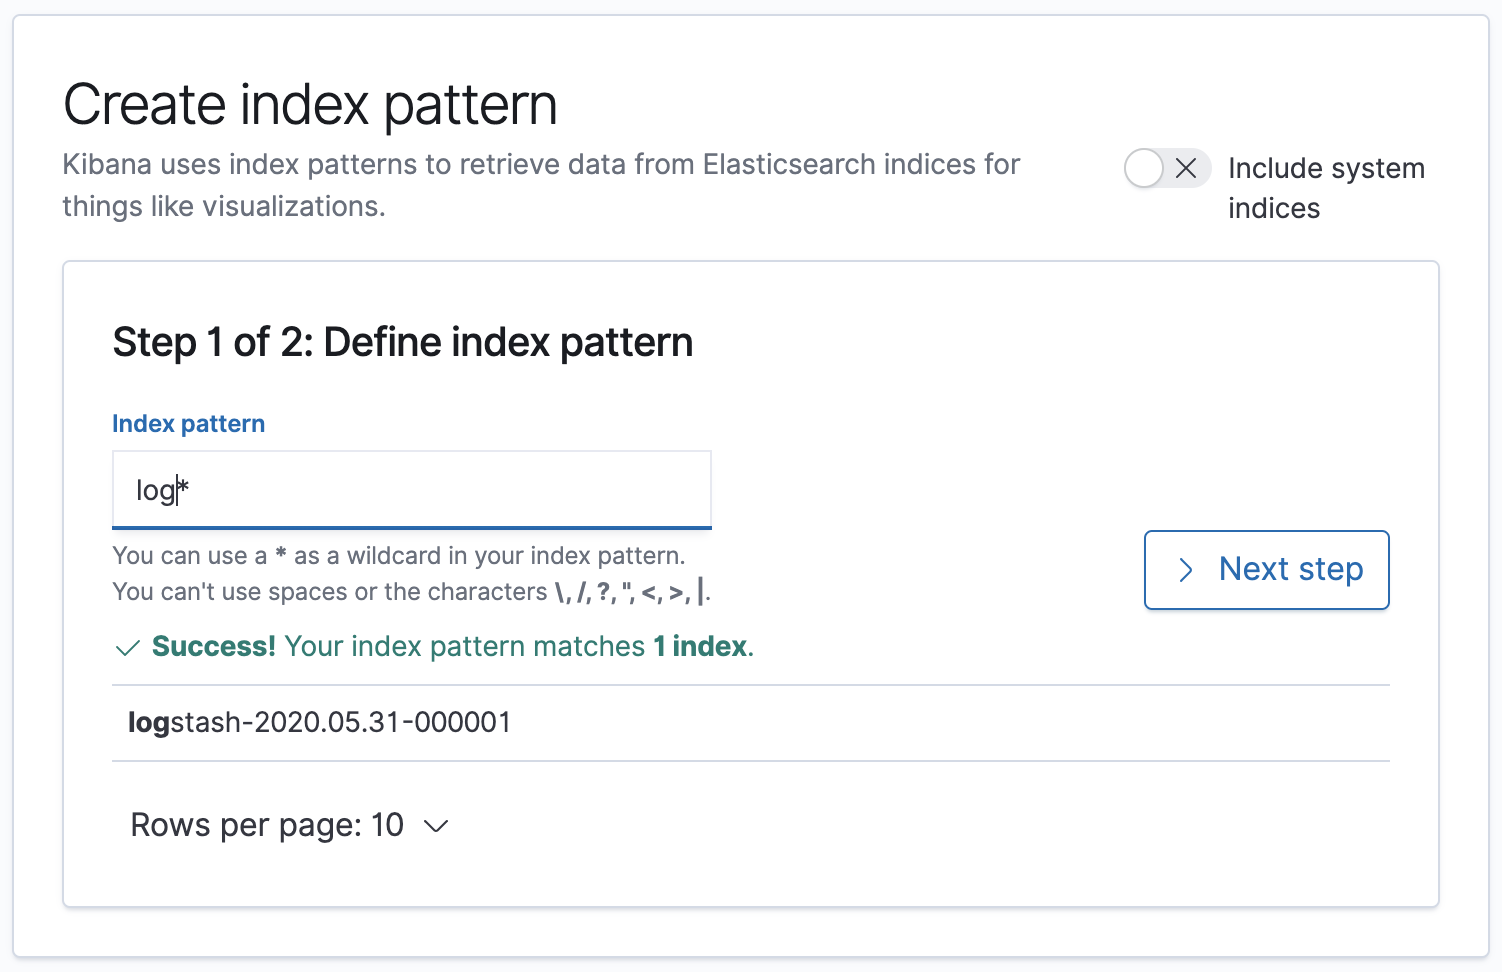 Create index pattern
Kibana uses index patterns to retrieve data from Elasticsearch indices for
things like visualizations.
Include system
indices
Step 1 of 2: Define index pattern
Index pattern
log*
You can use a * as a wildcard in your index pattern.
You can't use spaces or the characters \, /, ?, ", <, >, |.
Next step
Success! Your index pattern matches 1 index.
logstash-2020.05.31-000001
Rows per page: 10